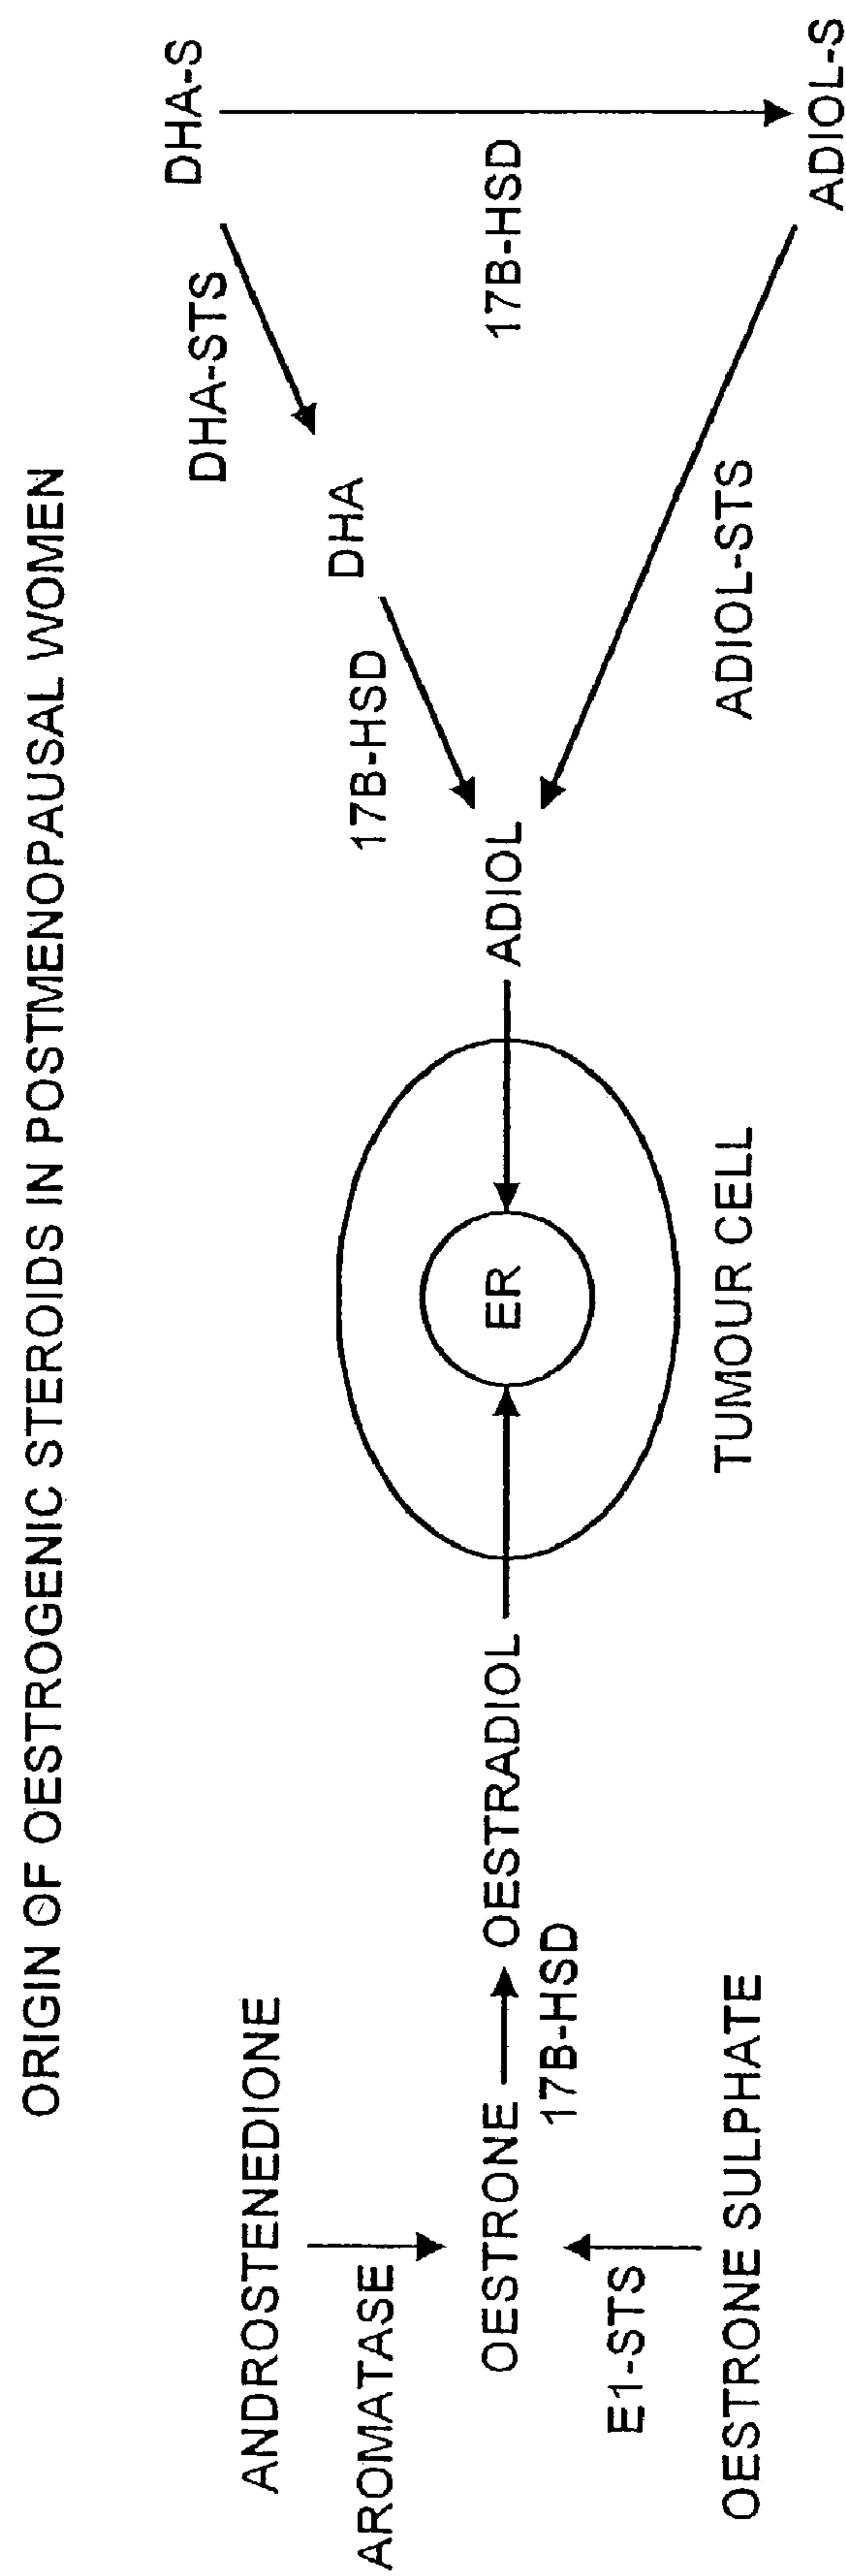 ORIGIN OF OESTROGENIC STEROIDS IN POSTMENOPAUSAL WOMEN
ANDROSTENEDIONE
AROMATASE
OESTRONE
E1-STS
OESTRONE SULPHATE
17B-HSD
OESTRADIOL
ER
TUMOUR CELL
ADIOL
17B-HSD
DHA
DHA-STS
DHA-S
17B-HSD
ADIOL-STS
ADIOL-S